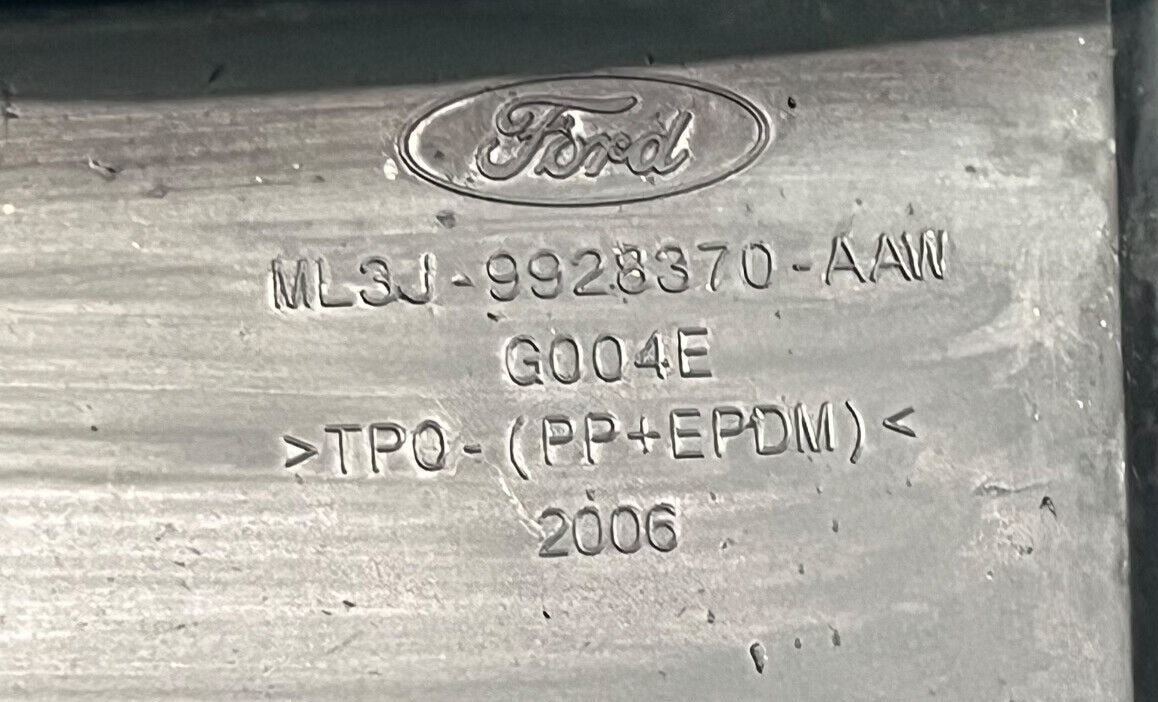 Ford
ML3J-9928370-AAW
G004E
>TPO-(PP+EPDM)<
2006